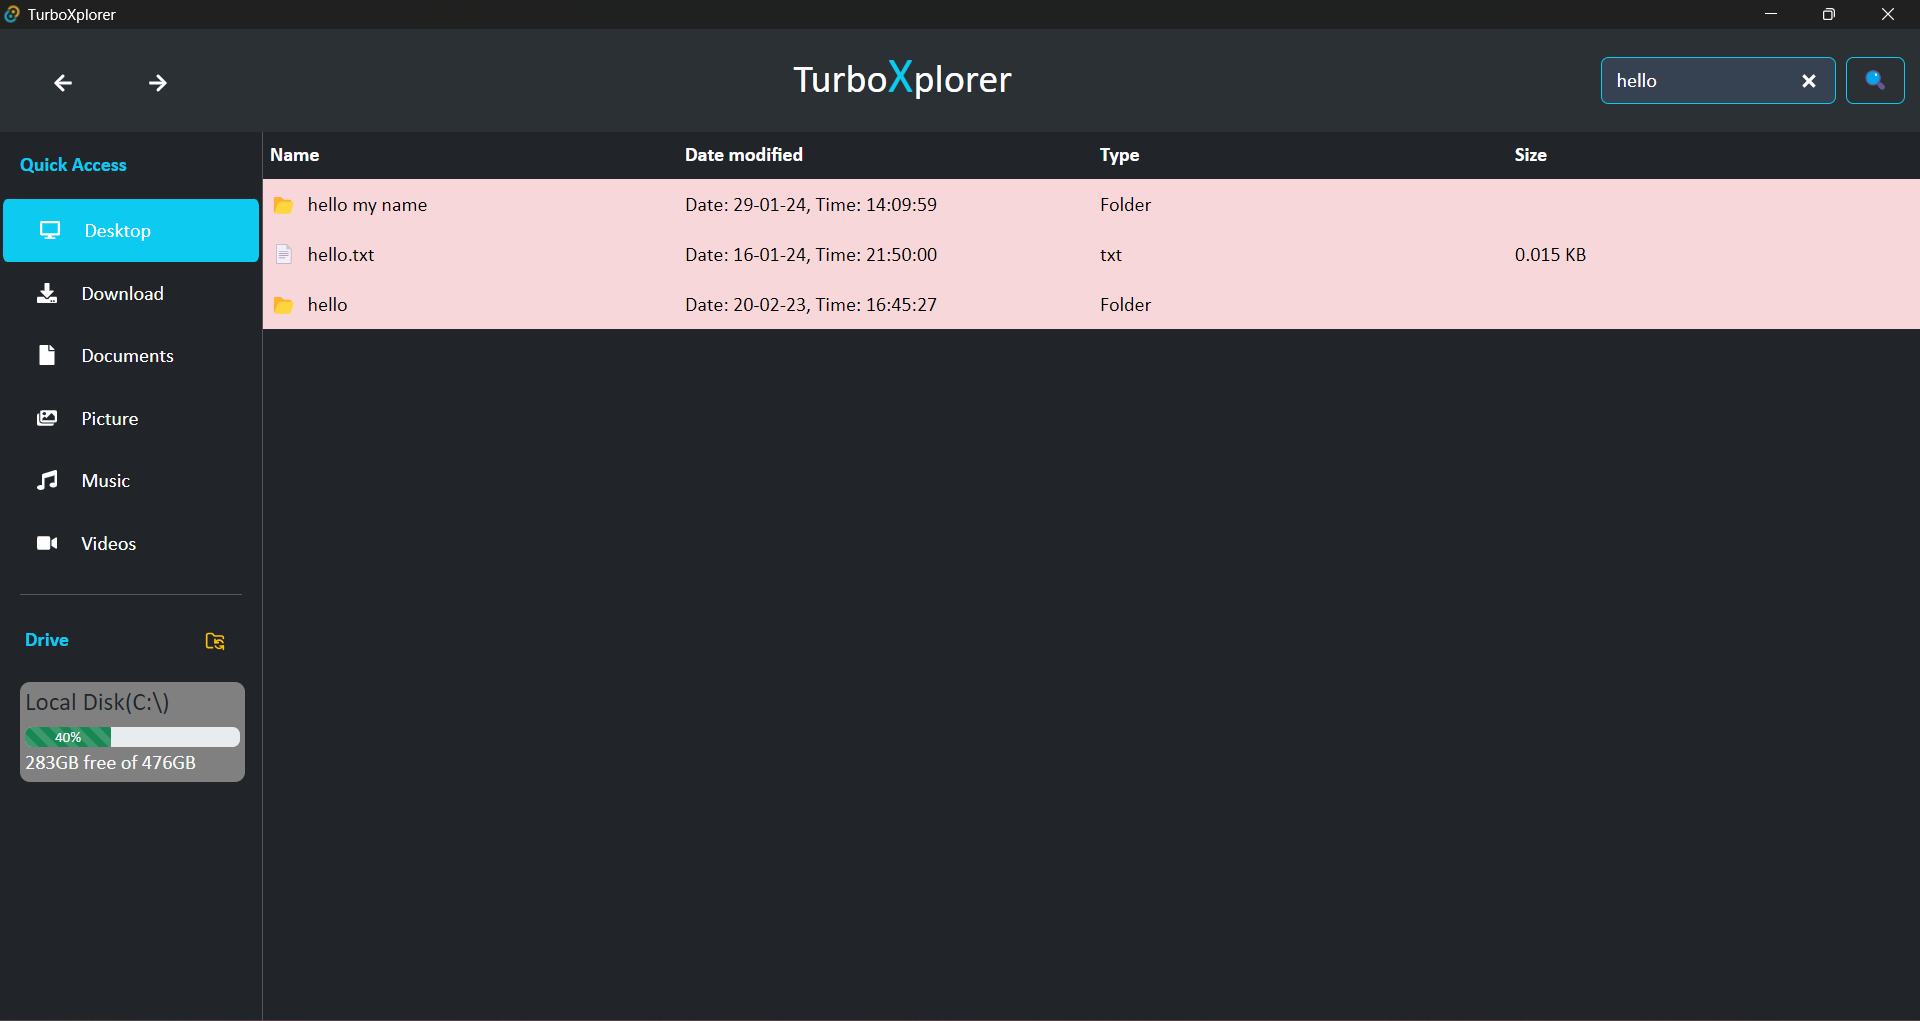 TurboXplorer
TurboXplorer
hello
Quick Access
Desktop
Download
Documents
Picture
Music
Videos
Drive
Local Disk(C:\)
40%
283GB free of 476GB
Name Date modified Type Size
hello my name Date: 29-01-24, Time: 14:09:59 Folder
hello.txt Date: 16-01-24, Time: 21:50:00 txt 0.015 KB
hello Date: 20-02-23, Time: 16:45:27 Folder